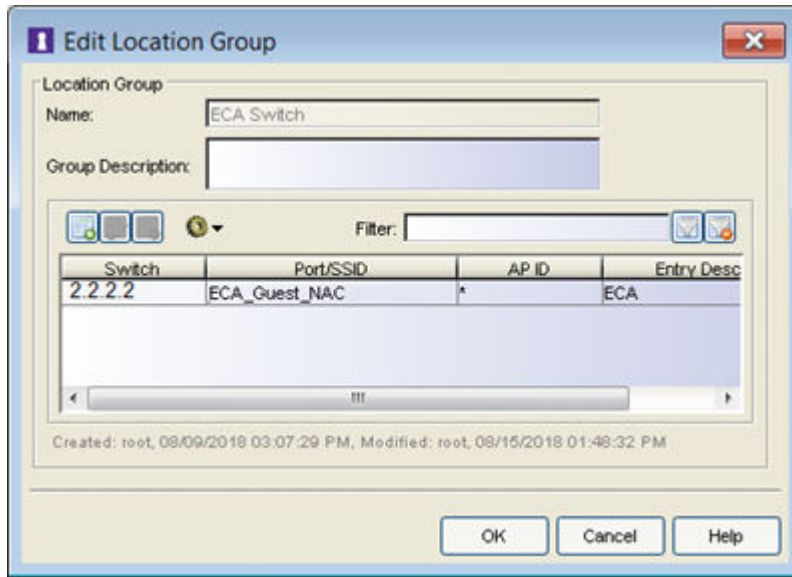 Edit Location Group
Location Group
Name: ECA Switch
Group Description:
Filter:
Switch Port/SSID AP ID Entry Desc
2.2.2.2 ECA_Guest_NAC * ECA
Created: root, 08/09/2018 03:07:29 PM, Modified: root, 08/15/2018 01:48:32 PM
OK Cancel Help